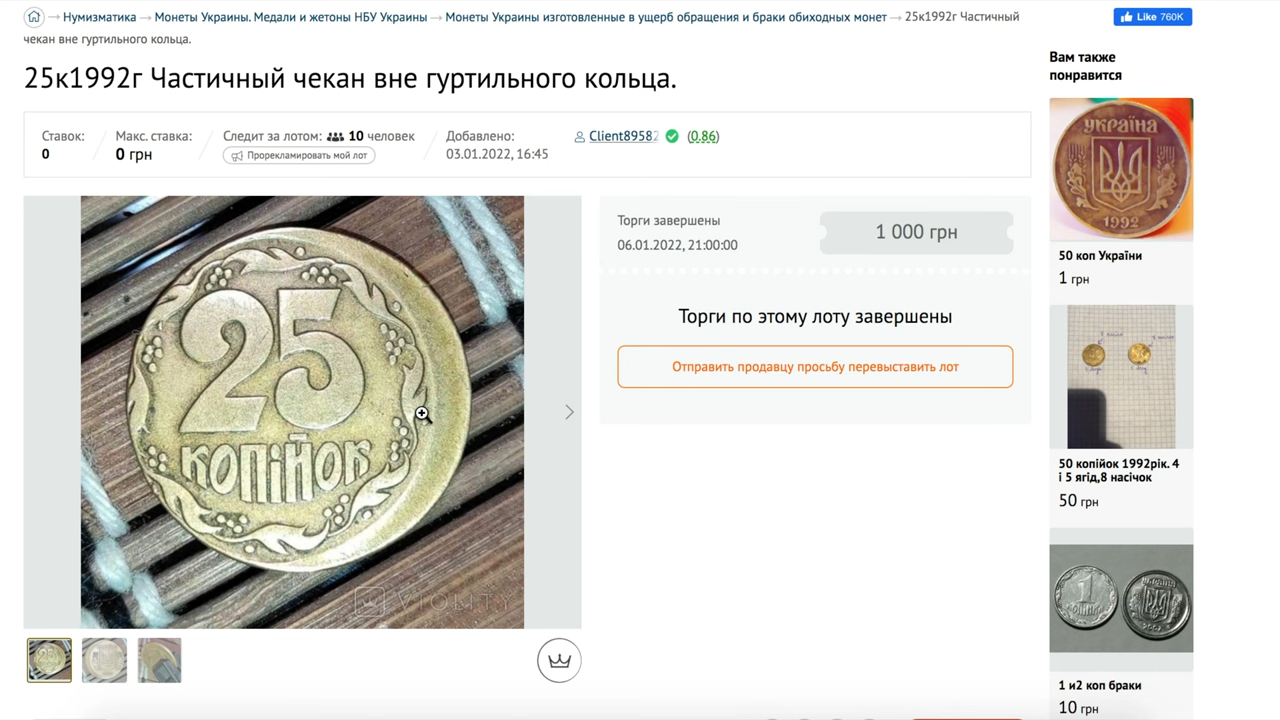 → Нумизматика → Монеты Украины. Медали и жетоны НБУ Украины → Монеты Украины изготовленные в ущерб обращения и браки обиходных монет → 25к1992г Частичный
чекан вне гуртильного кольца.
Like 760K
25к1992г Частичный чекан вне гуртильного кольца.
Ставок:
0
Макс. ставка:
0 грн
Следит за лотом: 10 человек
Прорекламировать мой лот
Добавлено:
03.01.2022, 16:45
Client8958 (0.86)
25
КОПІЙОК
VIOLITY
Торги завершены
06.01.2022, 21:00:00
1 000 грн
Торги по этому лоту завершены
Отправить продавцу просьбу перевыставить лот
Вам также
понравится
УКРАЇНА
1992
50 коп України
1 грн
50 копійок 1992рік. 4
і 5 ягід,8 насічок
50 грн
1
УКРАЇНА
1 и2 коп браки
10 грн